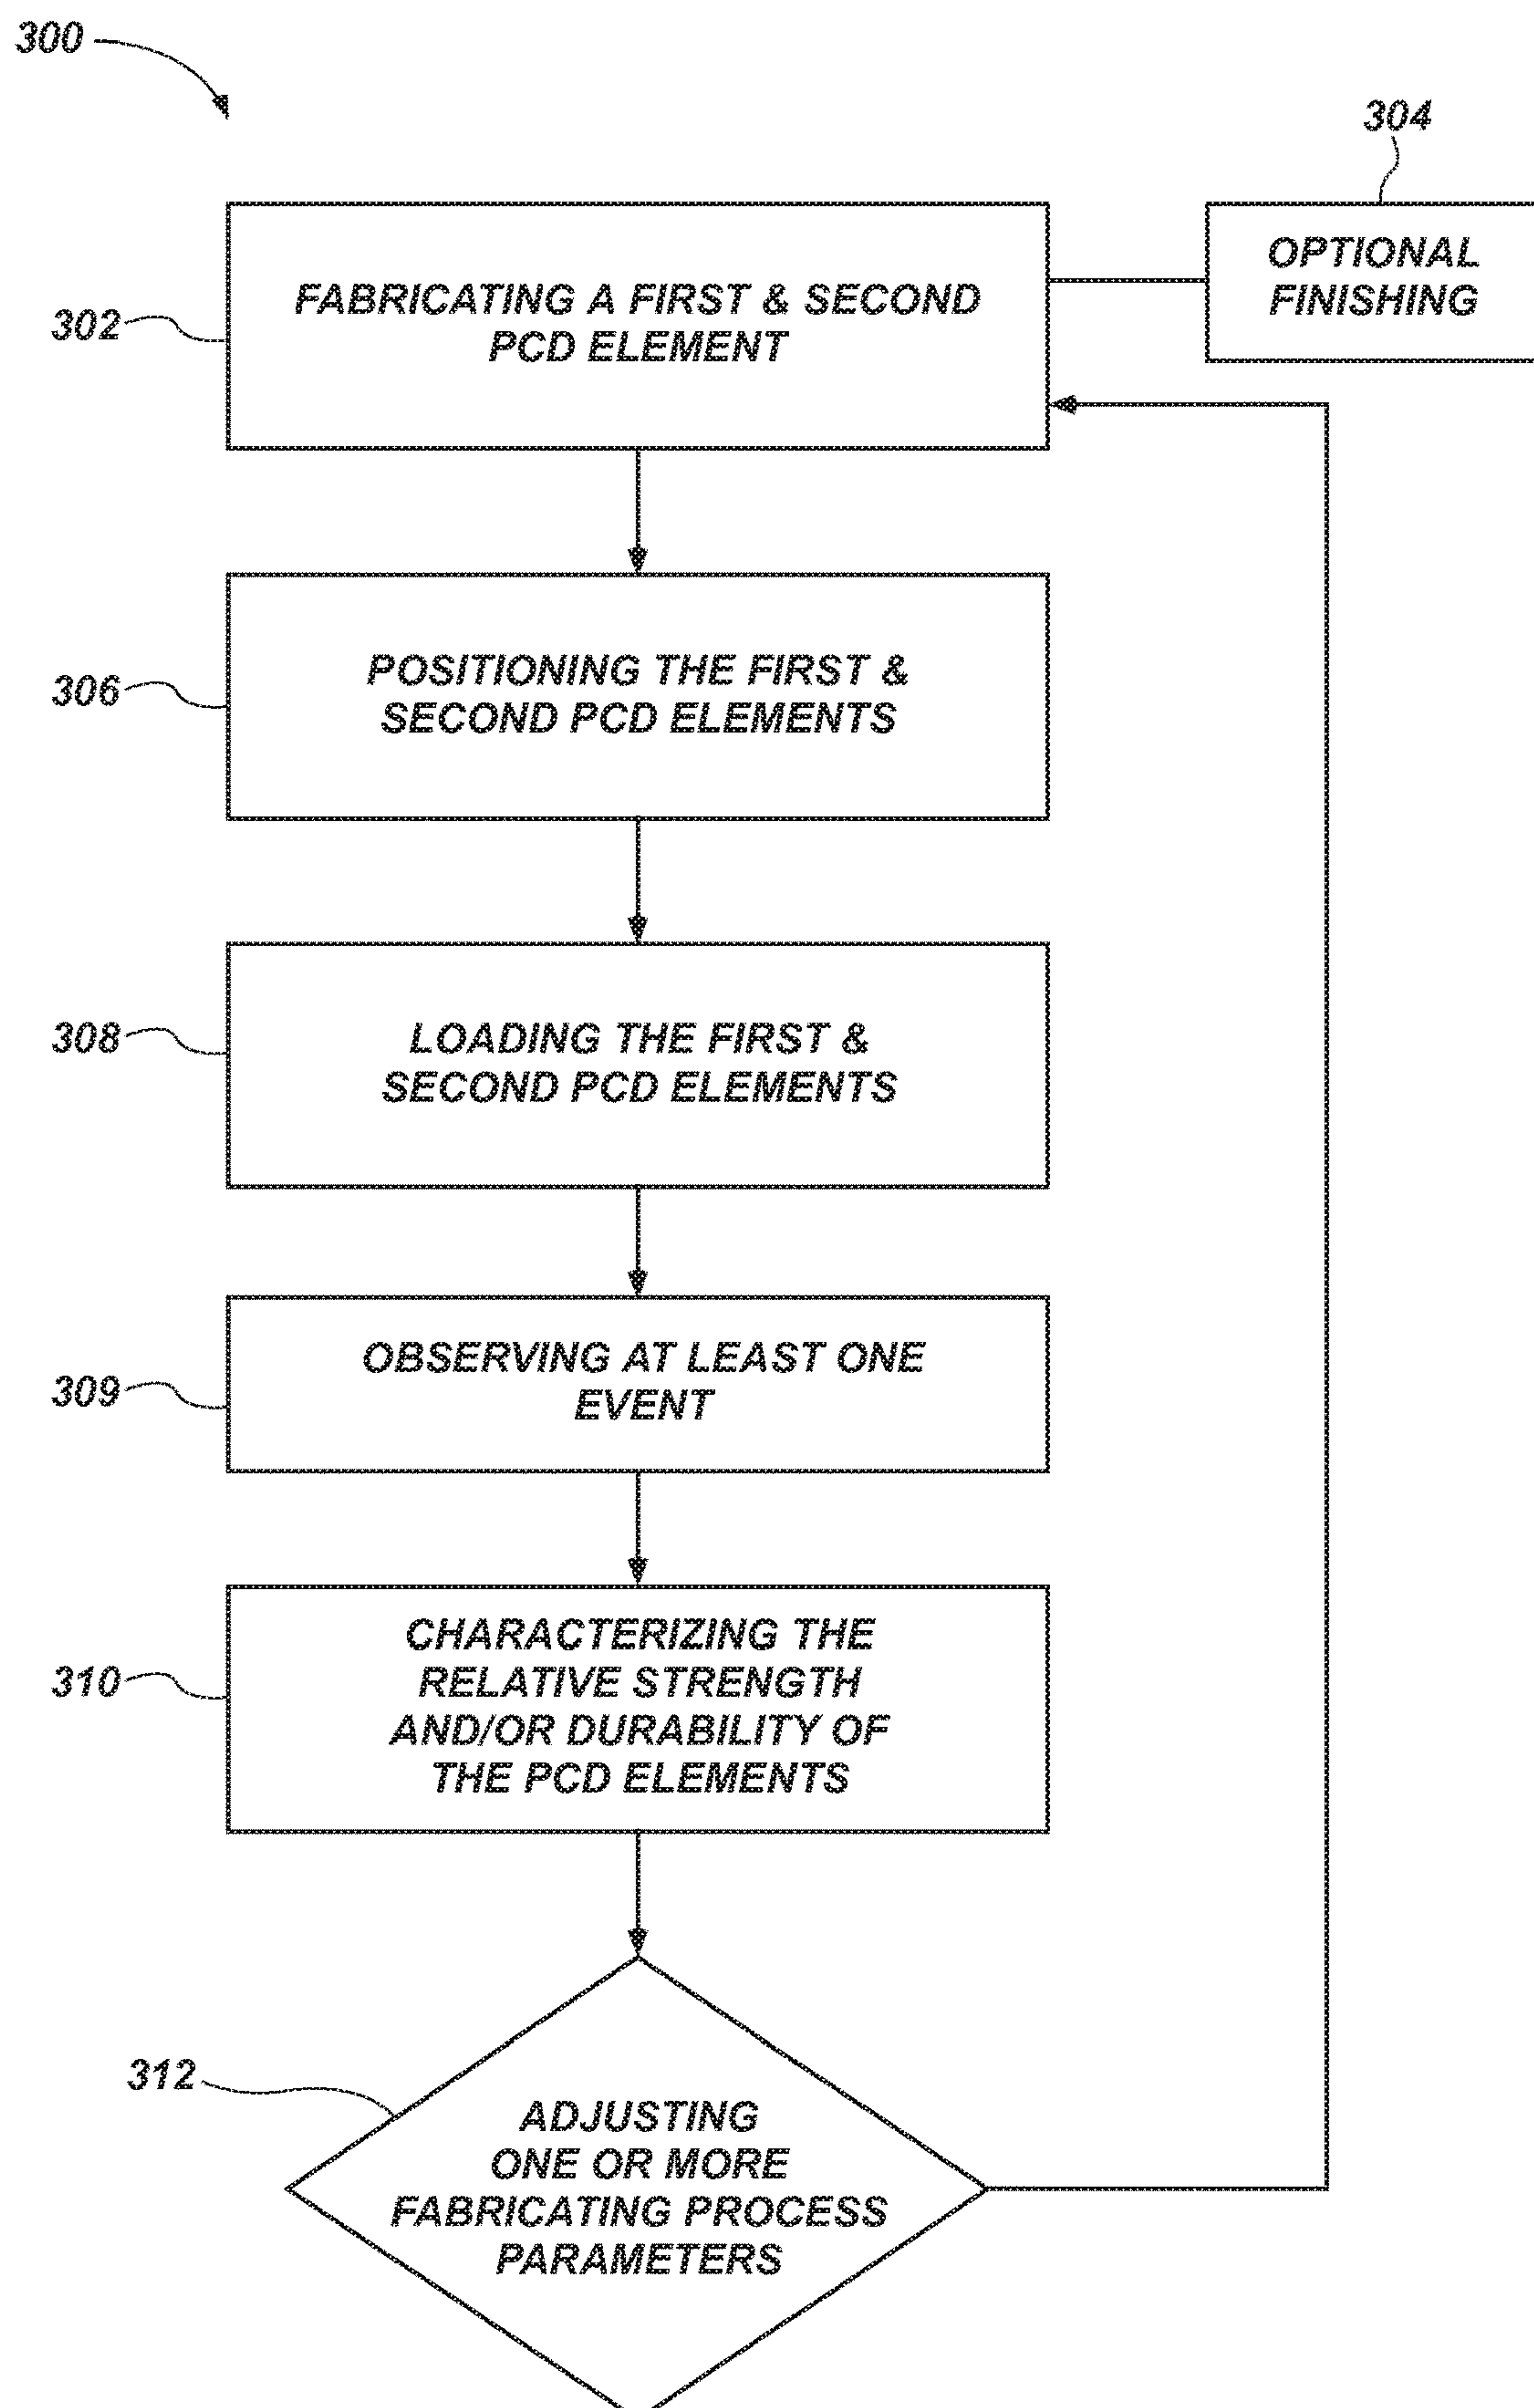 300
304
OPTIONAL
FINISHING
302
FABRICATING A FIRST & SECOND
PCD ELEMENT
306
POSITIONING THE FIRST &
SECOND PCD ELEMENTS
308
LOADING THE FIRST &
SECOND PCD ELEMENTS
309
OBSERVING AT LEAST ONE
EVENT
310
CHARACTERIZING THE
RELATIVE STRENGTH
AND/OR DURABILITY OF
THE PCD ELEMENTS
312
ADJUSTING
ONE OR MORE
FABRICATING PROCESS
PARAMETERS